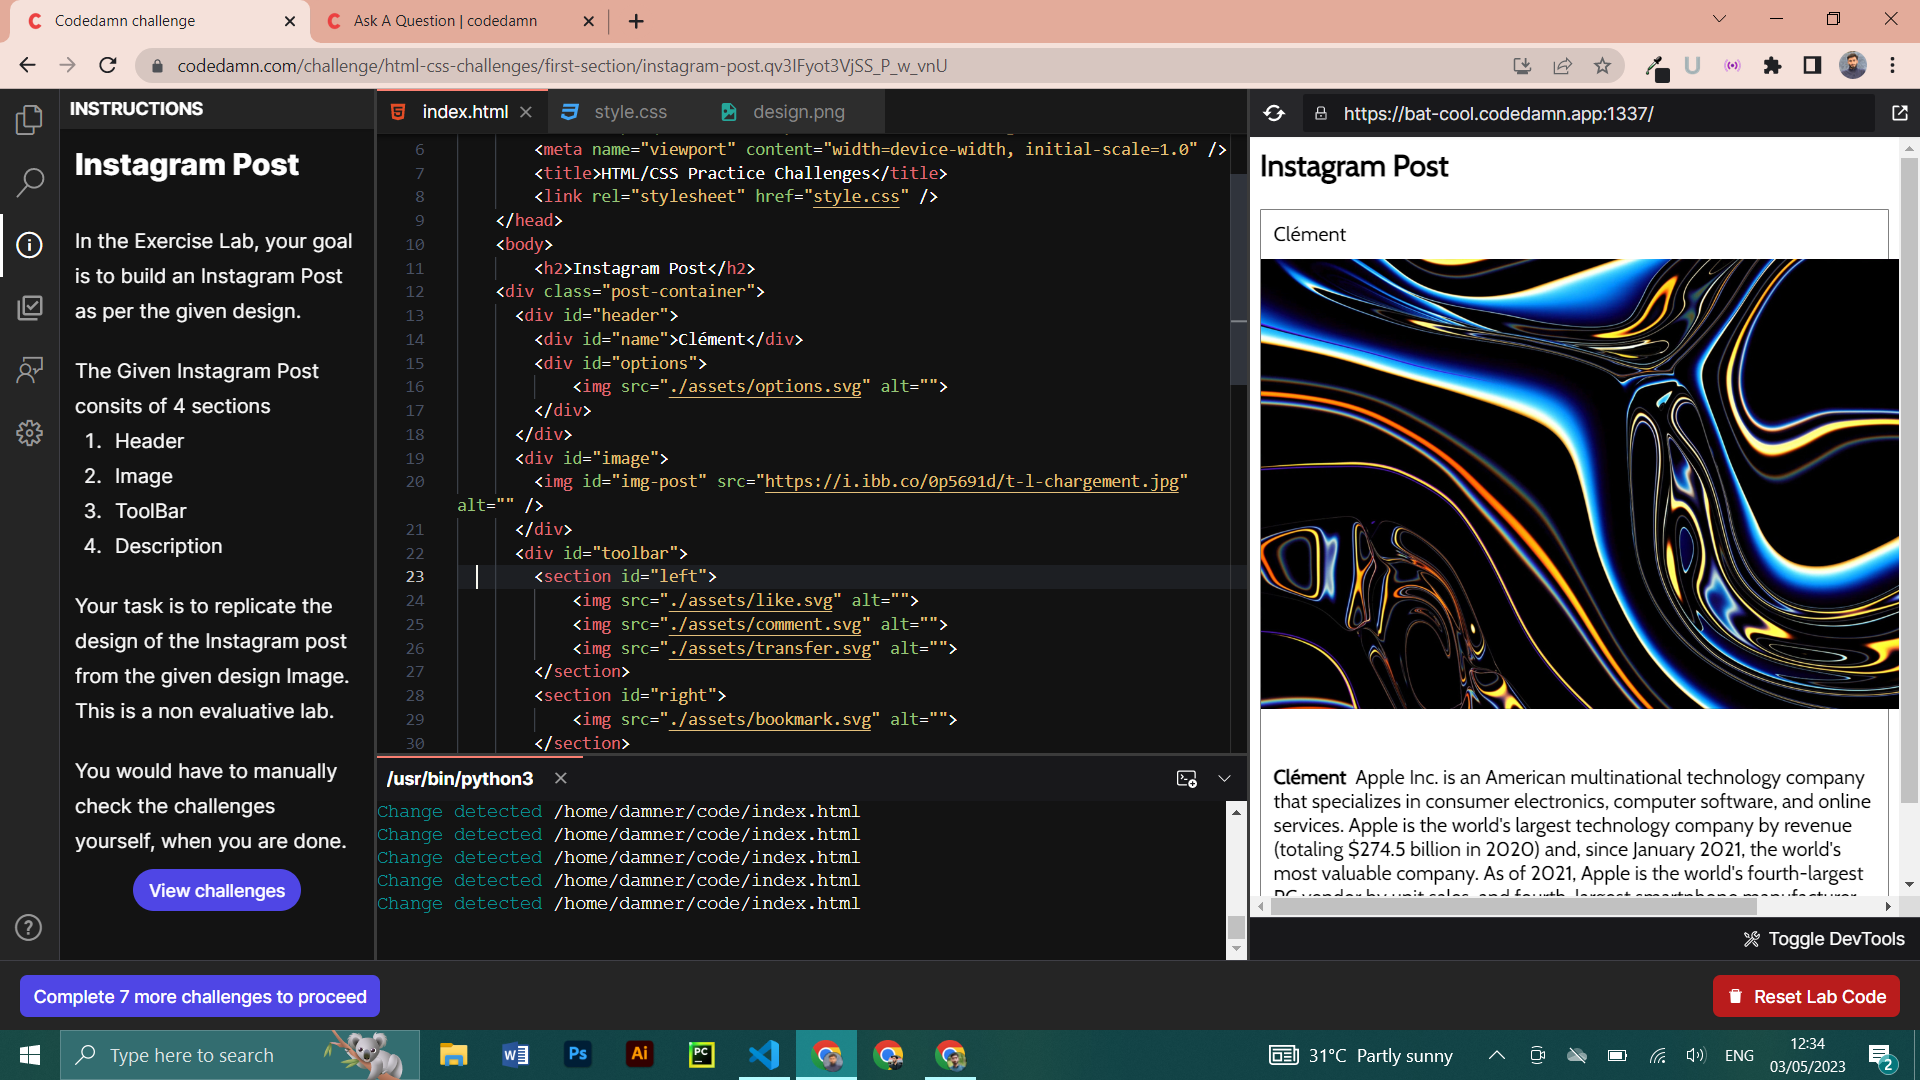 Codedamn challenge
Ask A Question | codedamn
codedamn.com/challenge/html-css-challenges/first-section/instagram-post.qv3IFyot3VjSS_P_w_vnU
INSTRUCTIONS
Instagram Post
In the Exercise Lab, your goal
is to build an Instagram Post
as per the given design.
The Given Instagram Post
consits of 4 sections
1. Header
2. Image
3. ToolBar
4. Description
Your task is to replicate the
design of the Instagram post
from the given design Image.
This is a non evaluative lab.
You would have to manually
check the challenges
yourself, when you are done.
View challenges
index.html
style.css
design.png
6 <meta name="viewport" content="width=device-width, initial-scale=1.0" />
7 <title>HTML/CSS Practice Challenges</title>
8 <link rel="stylesheet" href="style.css" />
9 </head>
10 <body>
11 <h2>Instagram Post</h2>
12 <div class="post-container">
13 <div id="header">
14 <div id="name">Clément</div>
15 <div id="options">
16 <img src="./assets/options.svg" alt="">
17 </div>
18 </div>
19 <div id="image">
20 <img id="img-post" src="https://i.ibb.co/0p5691d/t-l-chargement.jpg"
alt="" />
21 </div>
22 <div id="toolbar">
23 <section id="left">
24 <img src="./assets/like.svg" alt="">
25 <img src="./assets/comment.svg" alt="">
26 <img src="./assets/transfer.svg" alt="">
27 </section>
28 <section id="right">
29 <img src="./assets/bookmark.svg" alt="">
30 </section>
/usr/bin/python3
Change detected /home/damner/code/index.html
Change detected /home/damner/code/index.html
Change detected /home/damner/code/index.html
Change detected /home/damner/code/index.html
Change detected /home/damner/code/index.html
https://bat-cool.codedamn.app:1337/
Instagram Post
Clément
Clément Apple Inc. is an American multinational technology company
that specializes in consumer electronics, computer software, and online
services. Apple is the world's largest technology company by revenue
(totaling $274.5 billion in 2020) and, since January 2021, the world's
most valuable company. As of 2021, Apple is the world's fourth-largest
PC vendor by unit sales, and fourth-largest smartphone manufacturer
Toggle DevTools
Complete 7 more challenges to proceed
Reset Lab Code
Type here to search
W
Ps
Ai
PC
31°C Partly sunny
ENG
12:34
03/05/2023
2